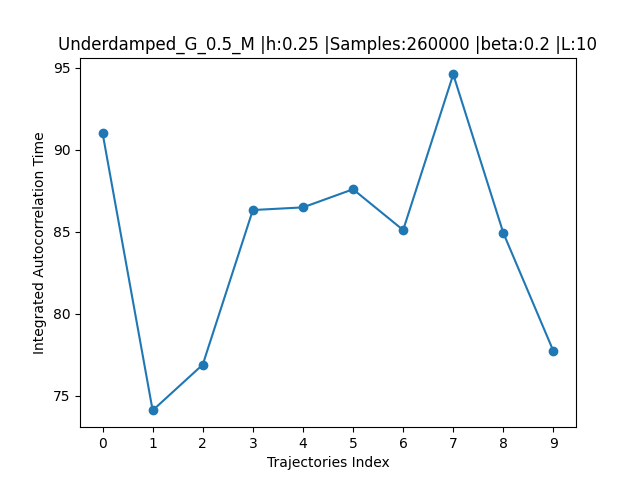 Underdamped_G_0.5_M |h:0.25 |Samples:260000 |beta:0.2 |L:10
95
90
85
80
75
Integrated Autocorrelation Time
0 1 2 3 4 5 6 7 8 9
Trajectories Index